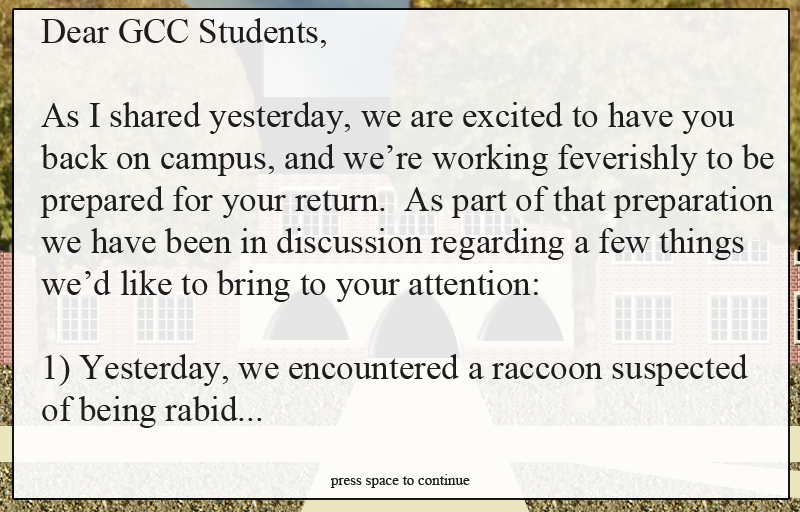 Dear GCC Students,
As I shared yesterday, we are excited to have you
back on campus, and we’re working feverishly to be
prepared for your return.  As part of that preparation
we have been in discussion regarding a few things
we’d like to bring to your attention:
1) Yesterday, we encountered a raccoon suspected
of being rabid...
press space to continue